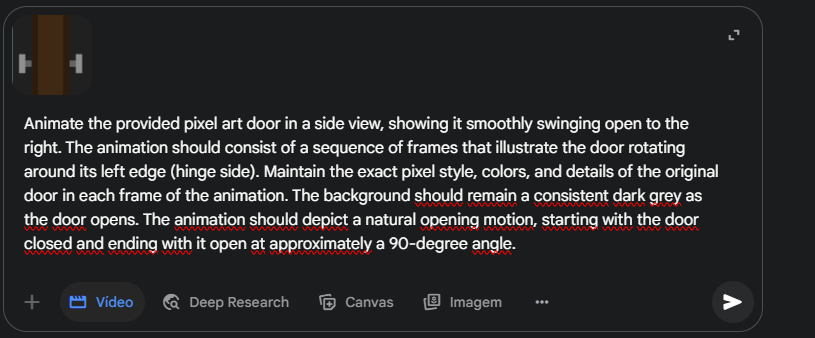 Animate the provided pixel art door in a side view, showing it smoothly swinging open to the
right. The animation should consist of a sequence of frames that illustrate the door rotating
around its left edge (hinge side). Maintain the exact pixel style, colors, and details of the original
door in each frame of the animation. The background should remain a consistent dark grey as
the door opens. The animation should depict a natural opening motion, starting with the door
closed and ending with it open at approximately a 90-degree angle.
Vídeo Deep Research Canvas Imagem